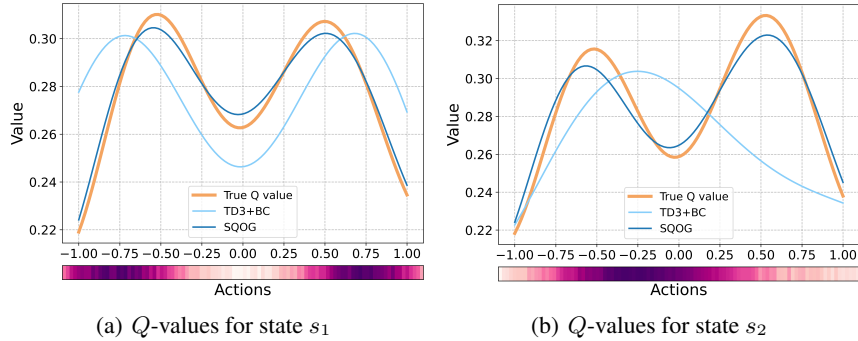 0.30
0.28
0.26
0.24
0.22
Value
True Q value
TD3+BC
SQOG
−1.00 −0.75 −0.50 −0.25 0.00 0.25 0.50 0.75 1.00
Actions
(a) Q-values for state s1
0.32
0.30
0.28
0.26
0.24
0.22
Value
True Q value
TD3+BC
SQOG
−1.00 −0.75 −0.50 −0.25 0.00 0.25 0.50 0.75 1.00
Actions
(b) Q-values for state s2